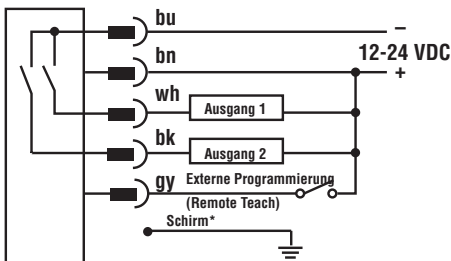 bu
–
bn
12-24 VDC
+
wh
Ausgang 1
bk
Ausgang 2
gy
Externe Programmierung
(Remote Teach)
Schirm*